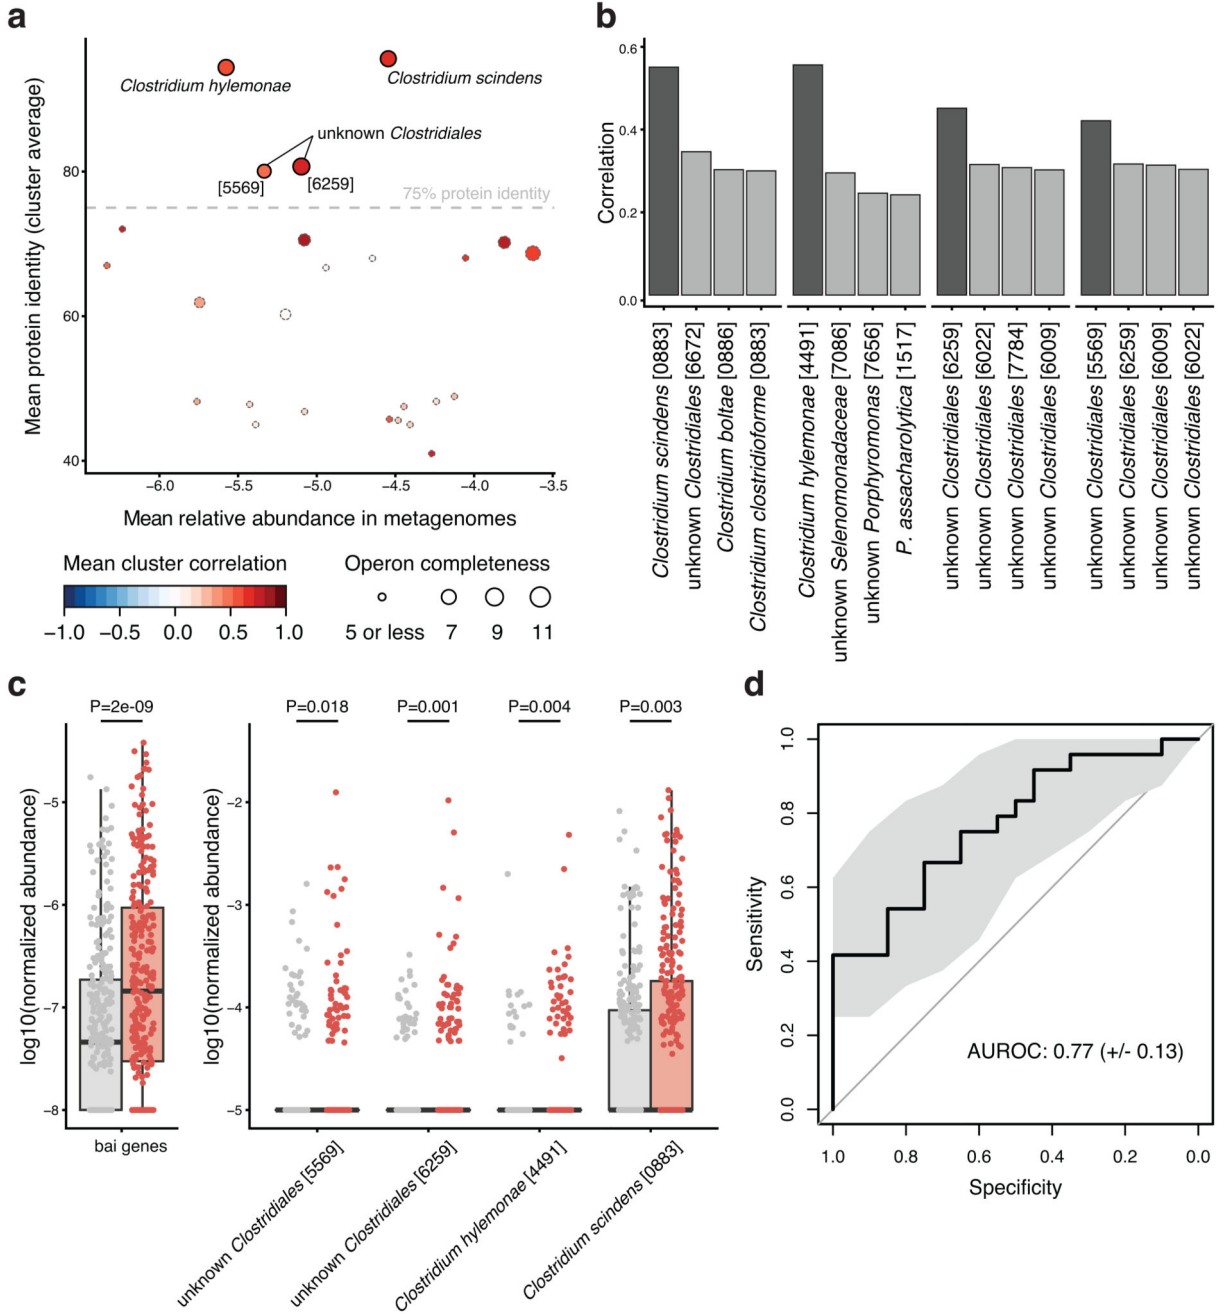 a
Mean protein identity (cluster average)
80
60
40
Clostridium hylemonae
Clostridium scindens
unknown Clostridiales
[5569]
[6259]
75% protein identity
−6.0 −5.5 −5.0 −4.5 −4.0 −3.5
Mean relative abundance in metagenomes
Mean cluster correlation
−1.0 −0.5 0.0 0.5 1.0
Operon completeness
5 or less 7 9 11
b
Correlation
0.6
0.4
0.2
0.0
Clostridium scindens [0883]
unknown Clostridiales [6672]
Clostridium boltae [0886]
Clostridium clostridioforme [0883]
Clostridium hylemonae [4491]
unknown Selenomonadaceae [7086]
unknown Porphyromonas [7656]
P. assacharolytica [1517]
unknown Clostridiales [6259]
unknown Clostridiales [6022]
unknown Clostridiales [7784]
unknown Clostridiales [6009]
unknown Clostridiales [5569]
unknown Clostridiales [6259]
unknown Clostridiales [6009]
unknown Clostridiales [6022]
c
P=2e-09
log10(normalized abundance)
−5
−6
−7
−8
bai genes
P=0.018 P=0.001 P=0.004 P=0.003
log10(normalized abundance)
−2
−3
−4
−5
unknown Clostridiales [5569]
unknown Clostridiales [6259]
Clostridium hylemonae [4491]
Clostridium scindens [0883]
d
Sensitivity
1.0
0.8
0.6
0.4
0.2
0.0
AUROC: 0.77 (+/- 0.13)
1.0 0.8 0.6 0.4 0.2 0.0
Specificity